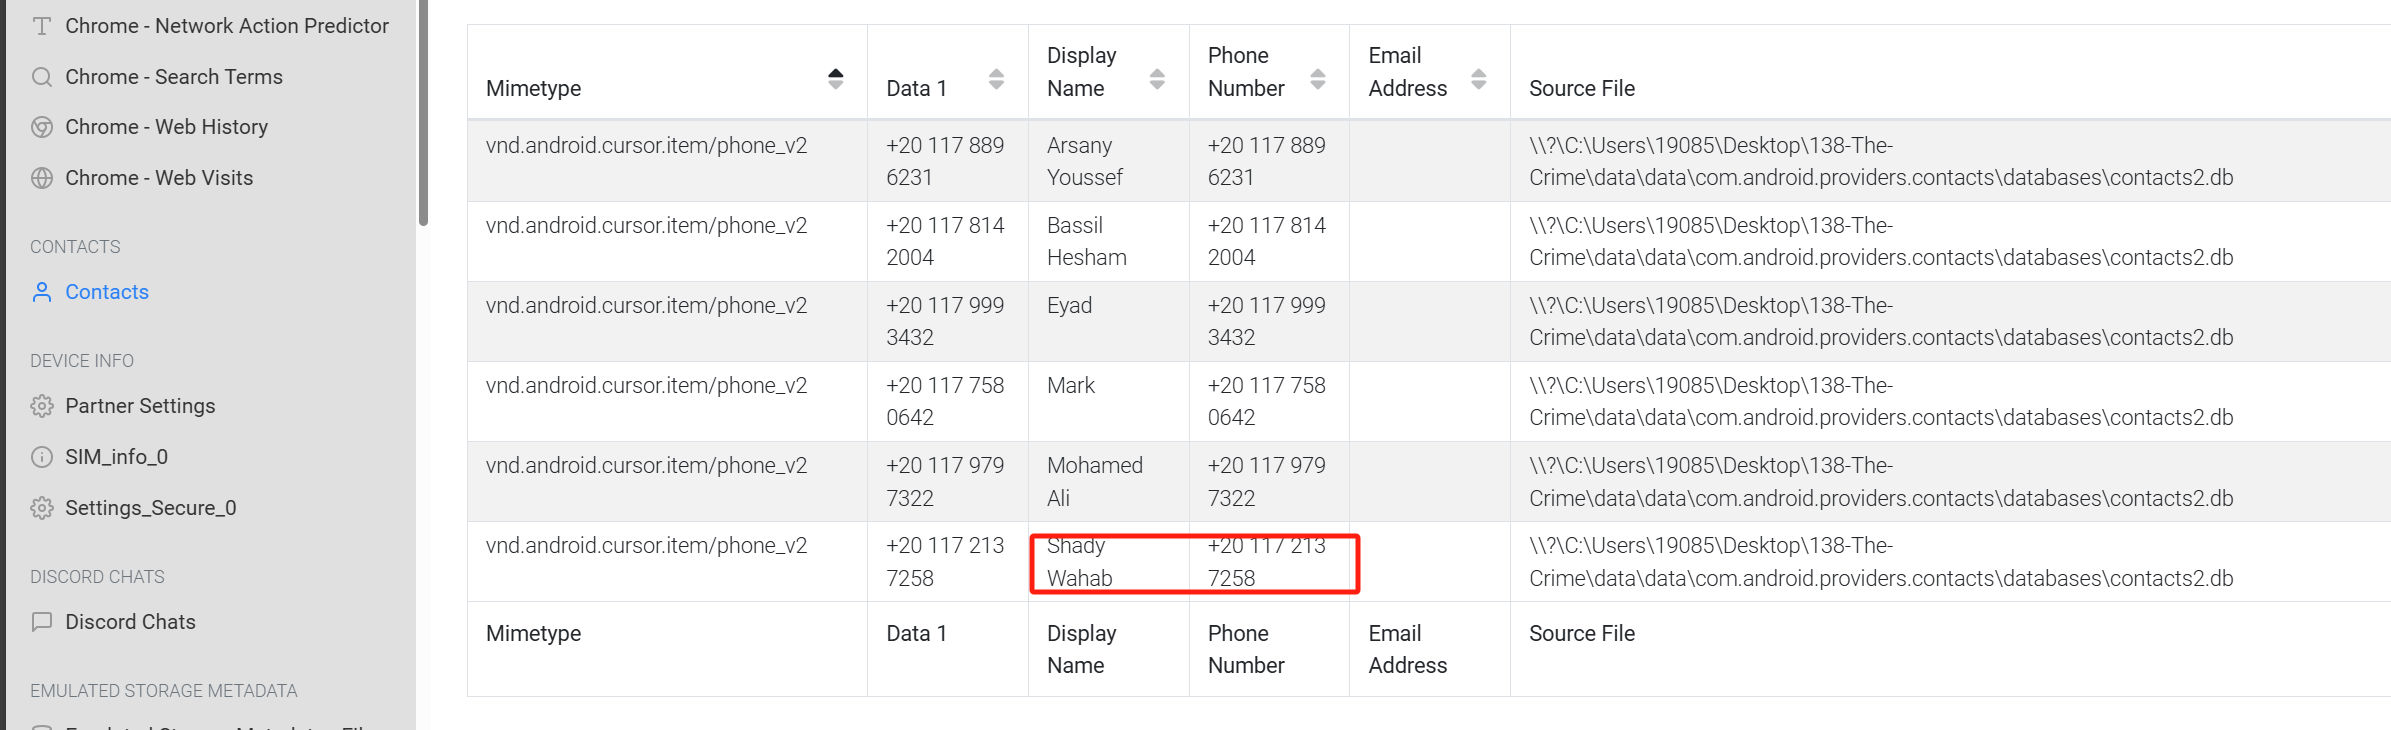 Chrome - Network Action Predictor
Chrome - Search Terms
Chrome - Web History
Chrome - Web Visits
CONTACTS
Contacts
DEVICE INFO
Partner Settings
SIM_info_0
Settings_Secure_0
DISCORD CHATS
Discord Chats
EMULATED STORAGE METADATA
Mimetype
Data 1
Display
Name
Phone
Number
Email
Address
Source File
vnd.android.cursor.item/phone_v2
+20 117 889
6231
Arsany
Youssef
+20 117 889
6231
\\?\C:\Users\19085\Desktop\138-The-
Crime\data\data\com.android.providers.contacts\databases\contacts2.db
vnd.android.cursor.item/phone_v2
+20 117 814
2004
Bassil
Hesham
+20 117 814
2004
\\?\C:\Users\19085\Desktop\138-The-
Crime\data\data\com.android.providers.contacts\databases\contacts2.db
vnd.android.cursor.item/phone_v2
+20 117 999
3432
Eyad
+20 117 999
3432
\\?\C:\Users\19085\Desktop\138-The-
Crime\data\data\com.android.providers.contacts\databases\contacts2.db
vnd.android.cursor.item/phone_v2
+20 117 758
0642
Mark
+20 117 758
0642
\\?\C:\Users\19085\Desktop\138-The-
Crime\data\data\com.android.providers.contacts\databases\contacts2.db
vnd.android.cursor.item/phone_v2
+20 117 979
7322
Mohamed
Ali
+20 117 979
7322
\\?\C:\Users\19085\Desktop\138-The-
Crime\data\data\com.android.providers.contacts\databases\contacts2.db
vnd.android.cursor.item/phone_v2
+20 117 213
7258
Shady
Wahab
+20 117 213
7258
\\?\C:\Users\19085\Desktop\138-The-
Crime\data\data\com.android.providers.contacts\databases\contacts2.db
Mimetype
Data 1
Display
Name
Phone
Number
Email
Address
Source File